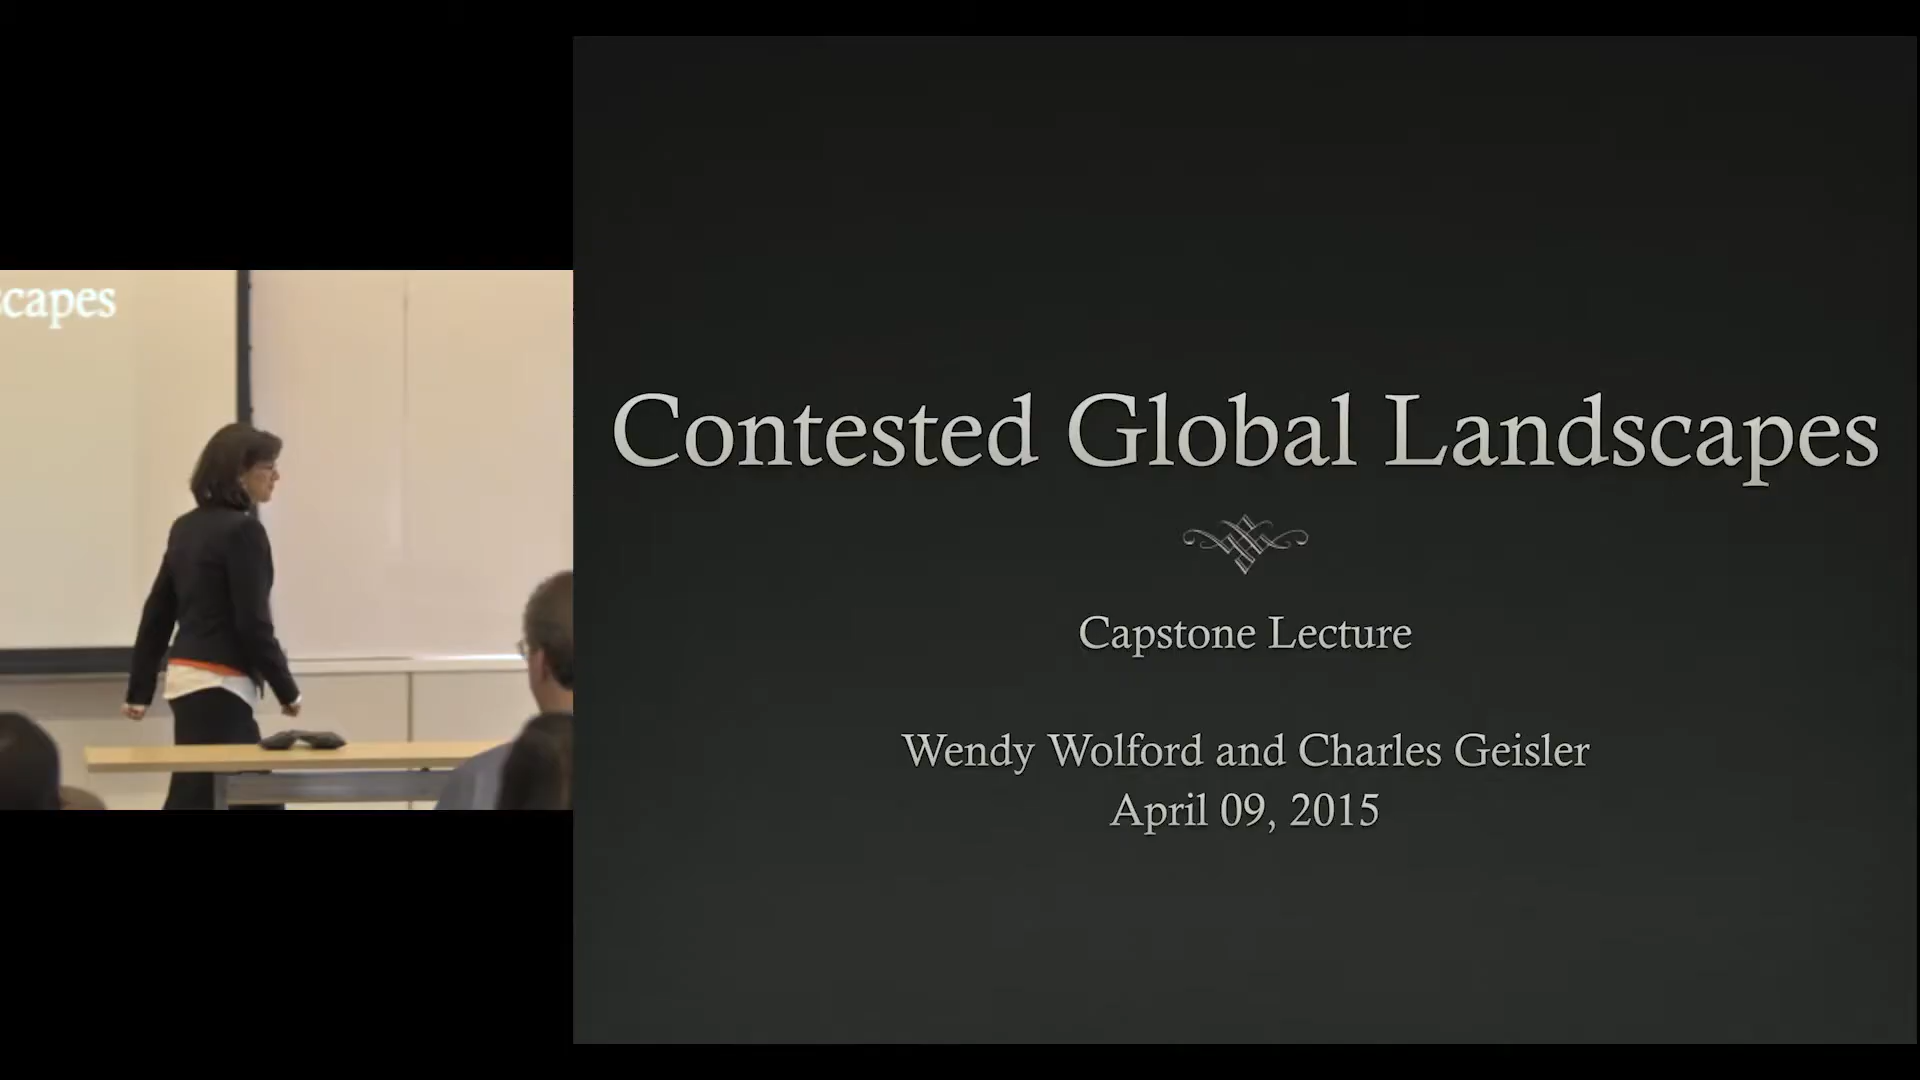 scapes
Contested Global Landscapes
Capstone Lecture
Wendy Wolford and Charles Geisler
April 09, 2015